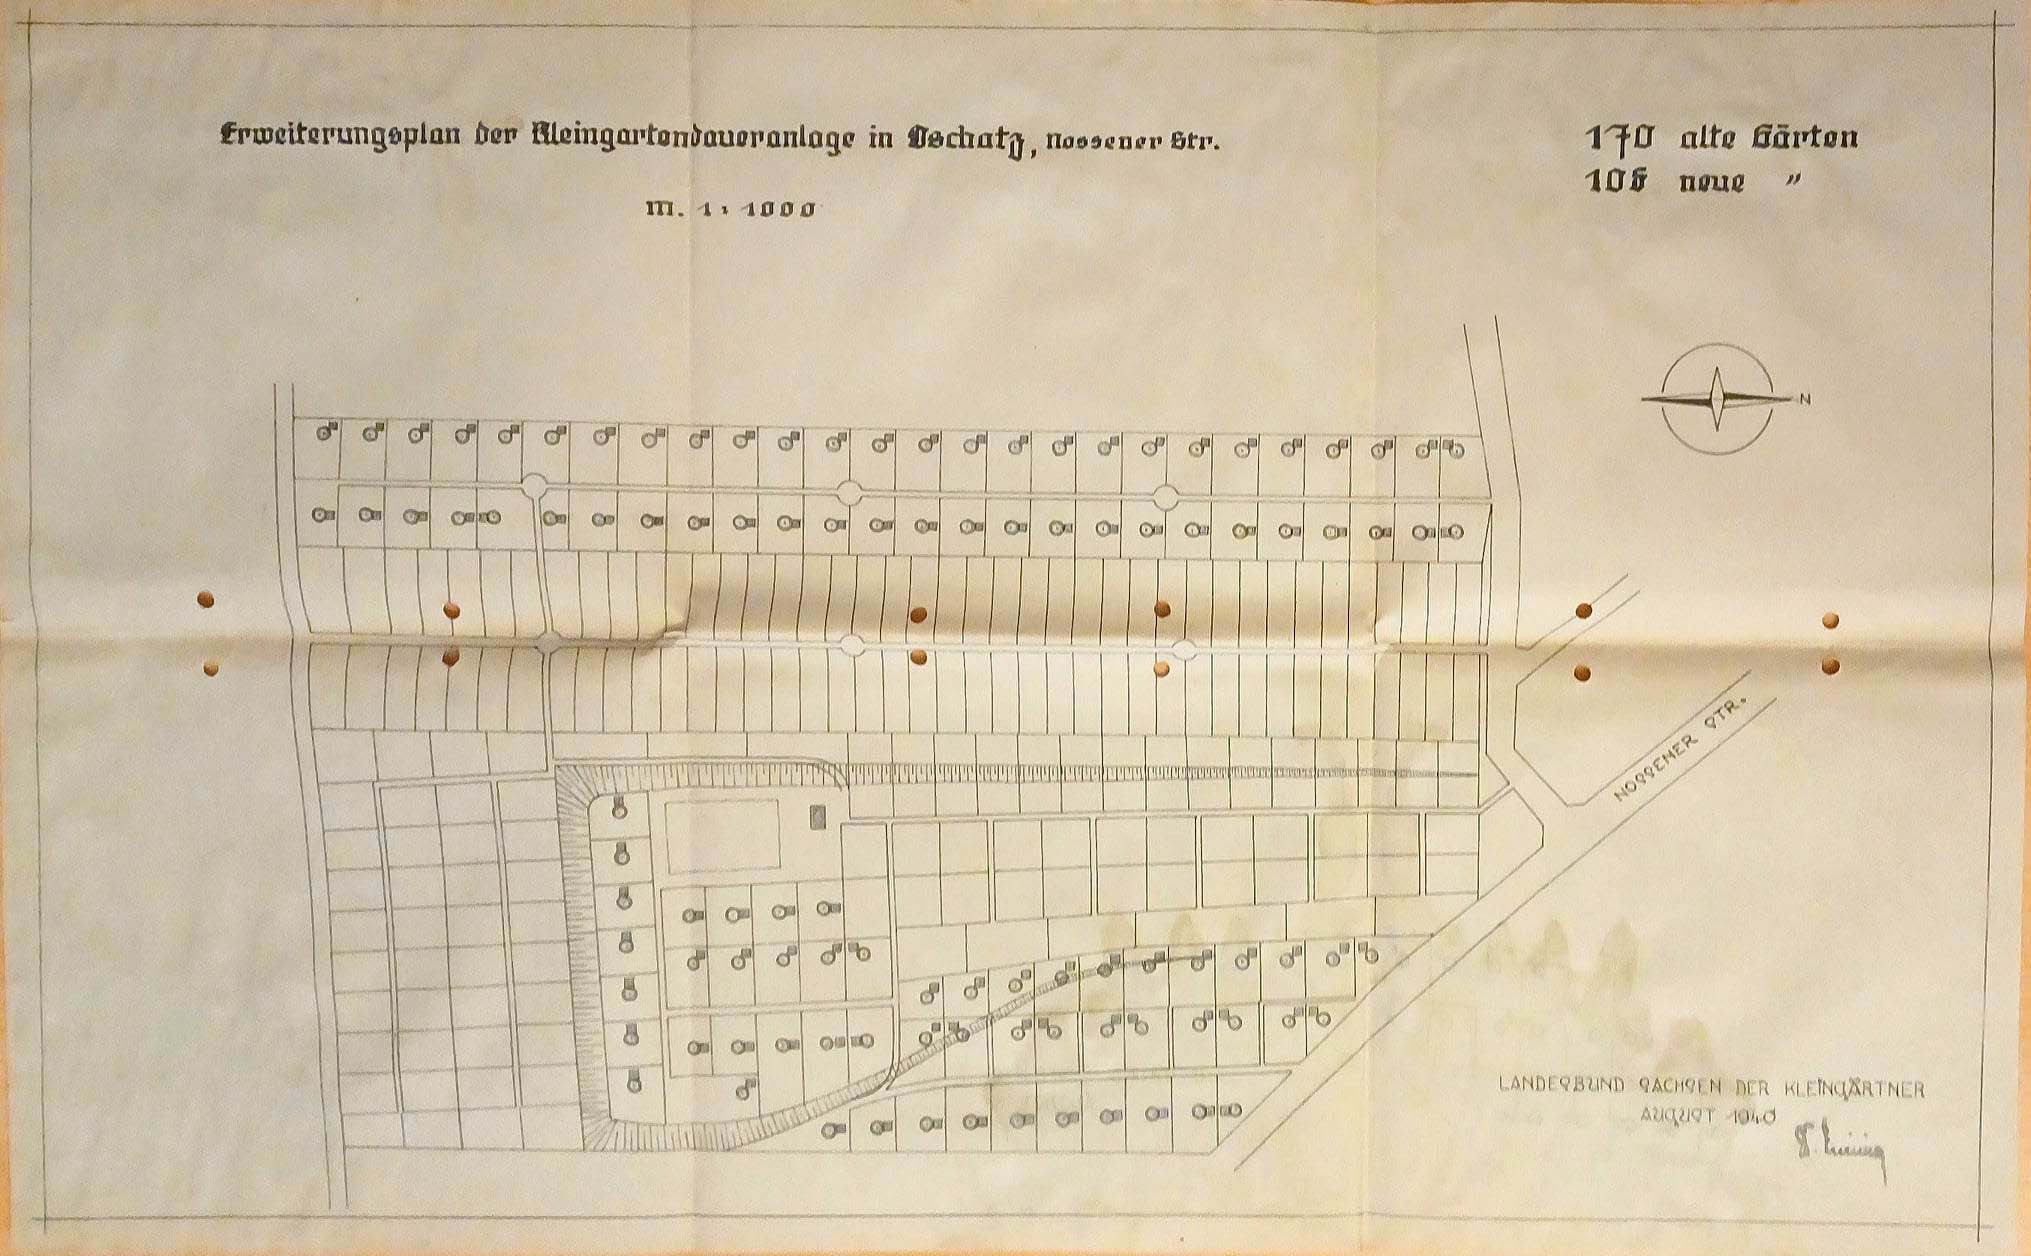 Erweiterungsplan der Kleingartendaueranlage in Oschatz, Nossener Str.
M. 1:1000
170 alte Gärten
106 neue "
N
NOSSENER STR.
LANDESBUND SACHSEN DER KLEINGÄRTNER
AUGUST 1940